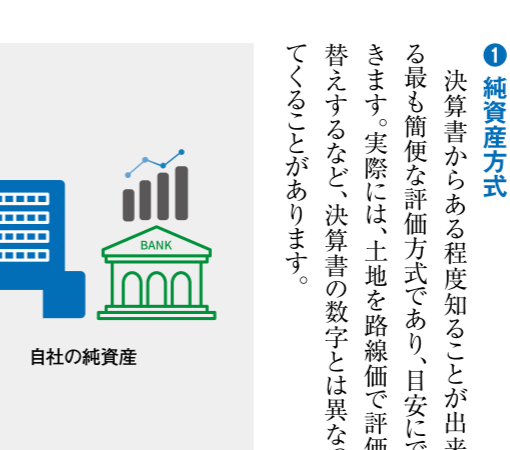 ❶ 純資産方式
決算書からある程度知ることが出来
る最も簡便な評価方式であり、目安にで
きます。実際には、土地を路線価で評価
替えするなど、決算書の数字とは異な
てくることがあります。
BANK
自社の純資産